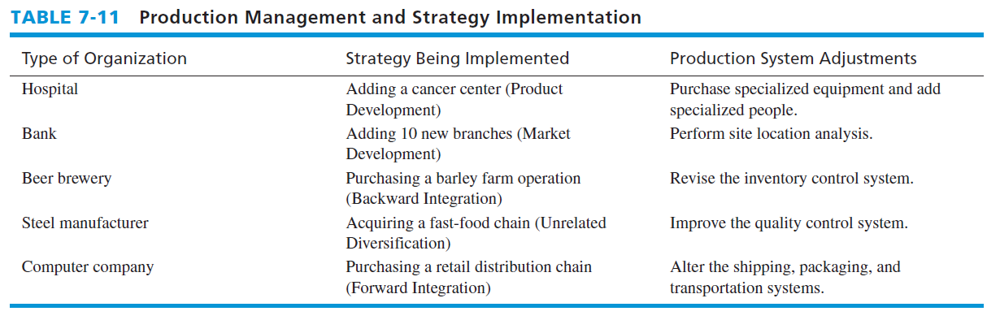 TABLE 7-11 Production Management and Strategy Implementation
Type of Organization Strategy Being Implemented Production System Adjustments
Hospital Adding a cancer center (Product Purchase specialized equipment and add
Development) specialized people.
Bank Adding 10 new branches (Market Perform site location analysis.
Development)
Beer brewery Purchasing a barley farm operation Revise the inventory control system.
(Backward Integration)
Steel manufacturer Acquiring a fast-food chain (Unrelated Improve the quality control system.
Diversification)
Computer company Purchasing a retail distribution chain Alter the shipping, packaging, and
(Forward Integration) transportation systems.